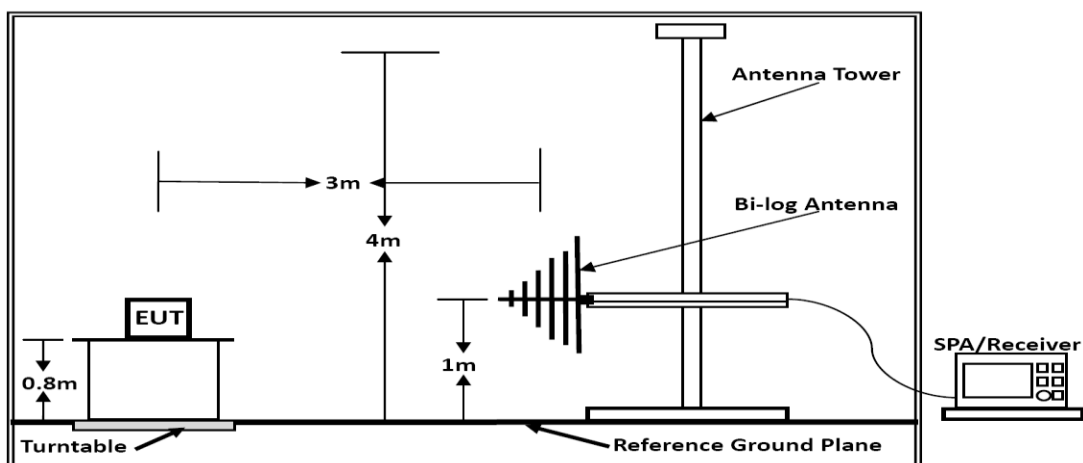 Antenna Tower
3m
Bi-log Antenna
4m
EUT
SPA/Receiver
1m
0.8m
Turntable
Reference Ground Plane